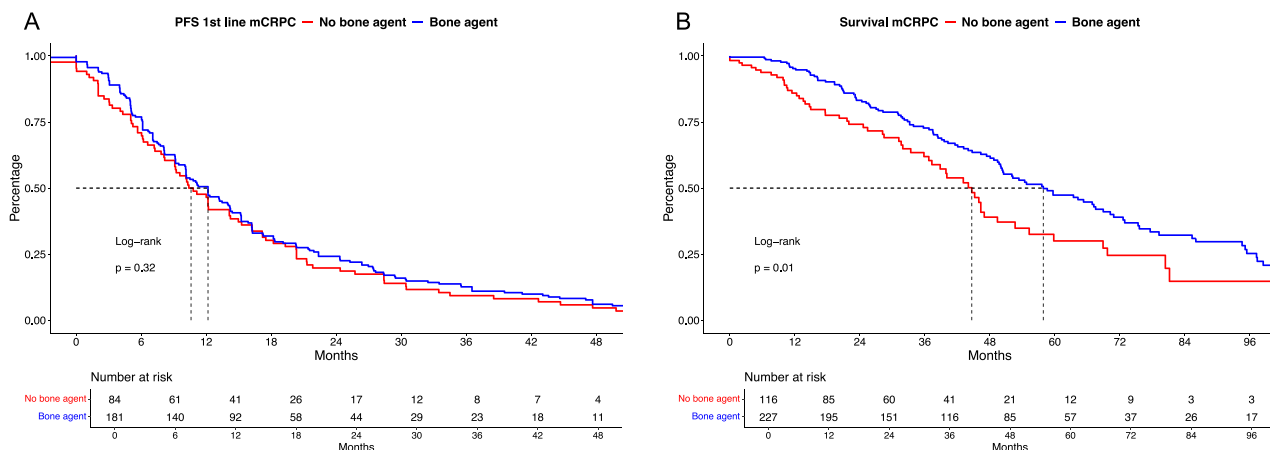 A
PFS 1st line mCRPC No bone agent Bone agent
1.00
0.75
0.50
0.25
0.00
Percentage
Log-rank
p = 0.32
0 6 12 18 24 30 36 42 48
Months
Number at risk
No bone agent 84 61 41 26 17 12 8 7 4
Bone agent 181 140 92 58 44 29 23 18 11
0 6 12 18 24 30 36 42 48
Months
B
Survival mCRPC No bone agent Bone agent
1.00
0.75
0.50
0.25
0.00
Percentage
Log-rank
p = 0.01
0 12 24 36 48 60 72 84 96
Months
Number at risk
No bone agent 116 85 60 41 21 12 9 3 3
Bone agent 227 195 151 116 85 57 37 26 17
0 12 24 36 48 60 72 84 96
Months